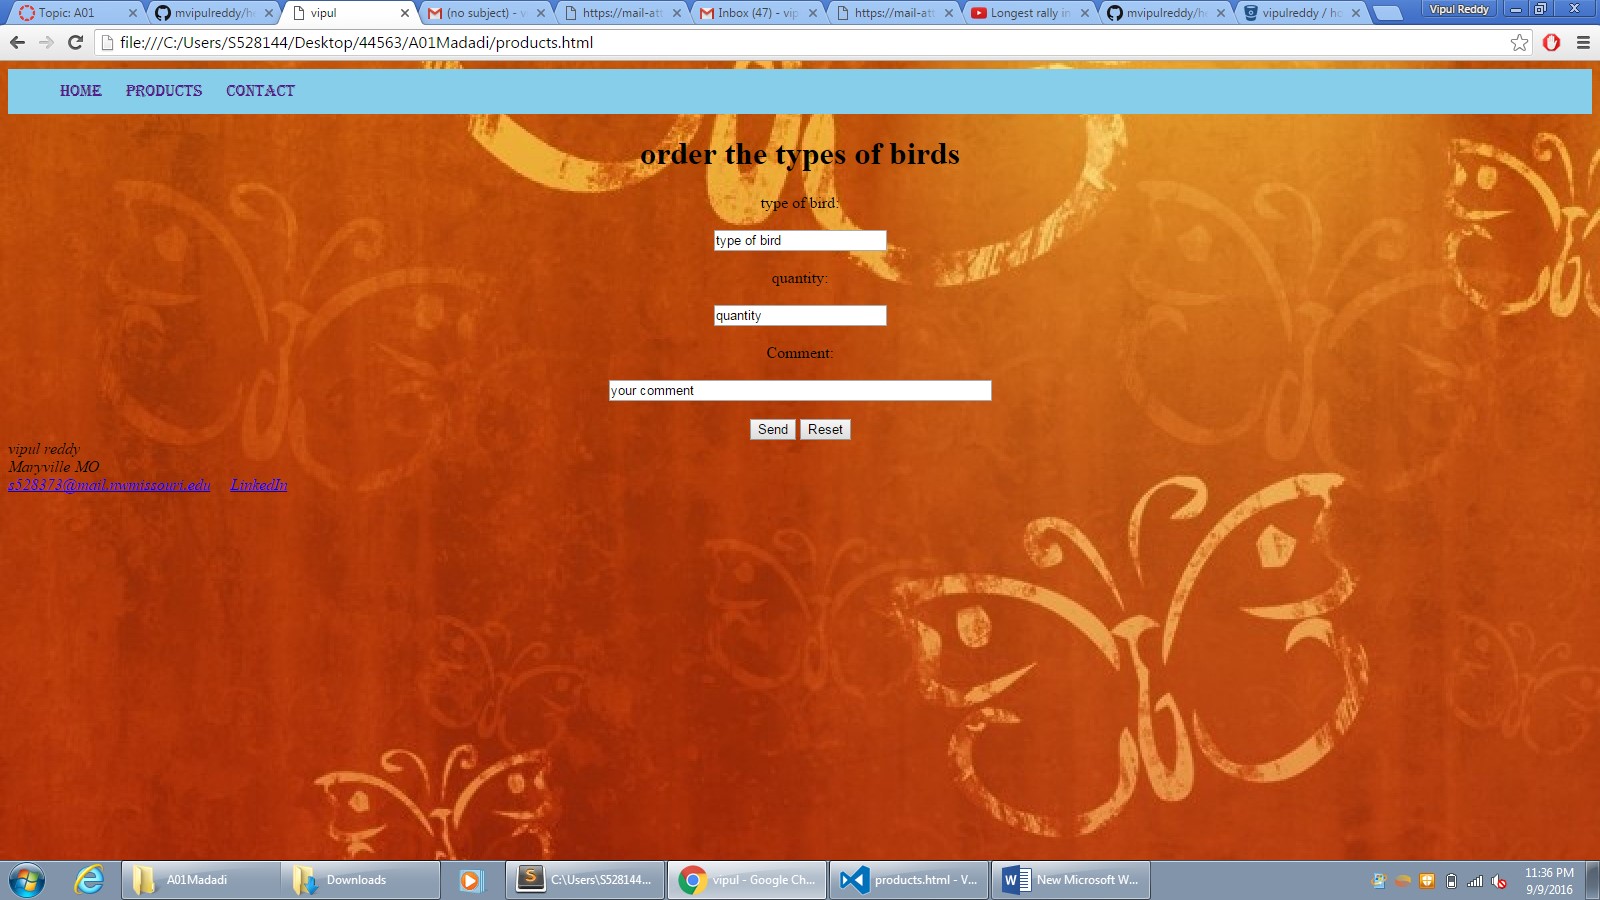 Topic: A01
mvipulreddy/he
vipul
(no subject) - v
https://mail-att
Inbox (47) - vip
https://mail-att
Longest rally in
mvipulreddy/he
vipulreddy / ho
Vipul Reddy
file:///C:/Users/S528144/Desktop/44563/A01Madadi/products.html
HOME PRODUCTS CONTACT
order the types of birds
type of bird:
type of bird
quantity:
quantity
Comment:
your comment
Send Reset
vipul reddy
Maryville MO
s528373@mail.nwmissouri.edu LinkedIn
A01Madadi
Downloads
C:\Users\S528144...
vipul - Google Ch...
products.html - V...
New Microsoft W...
11:36 PM
9/9/2016